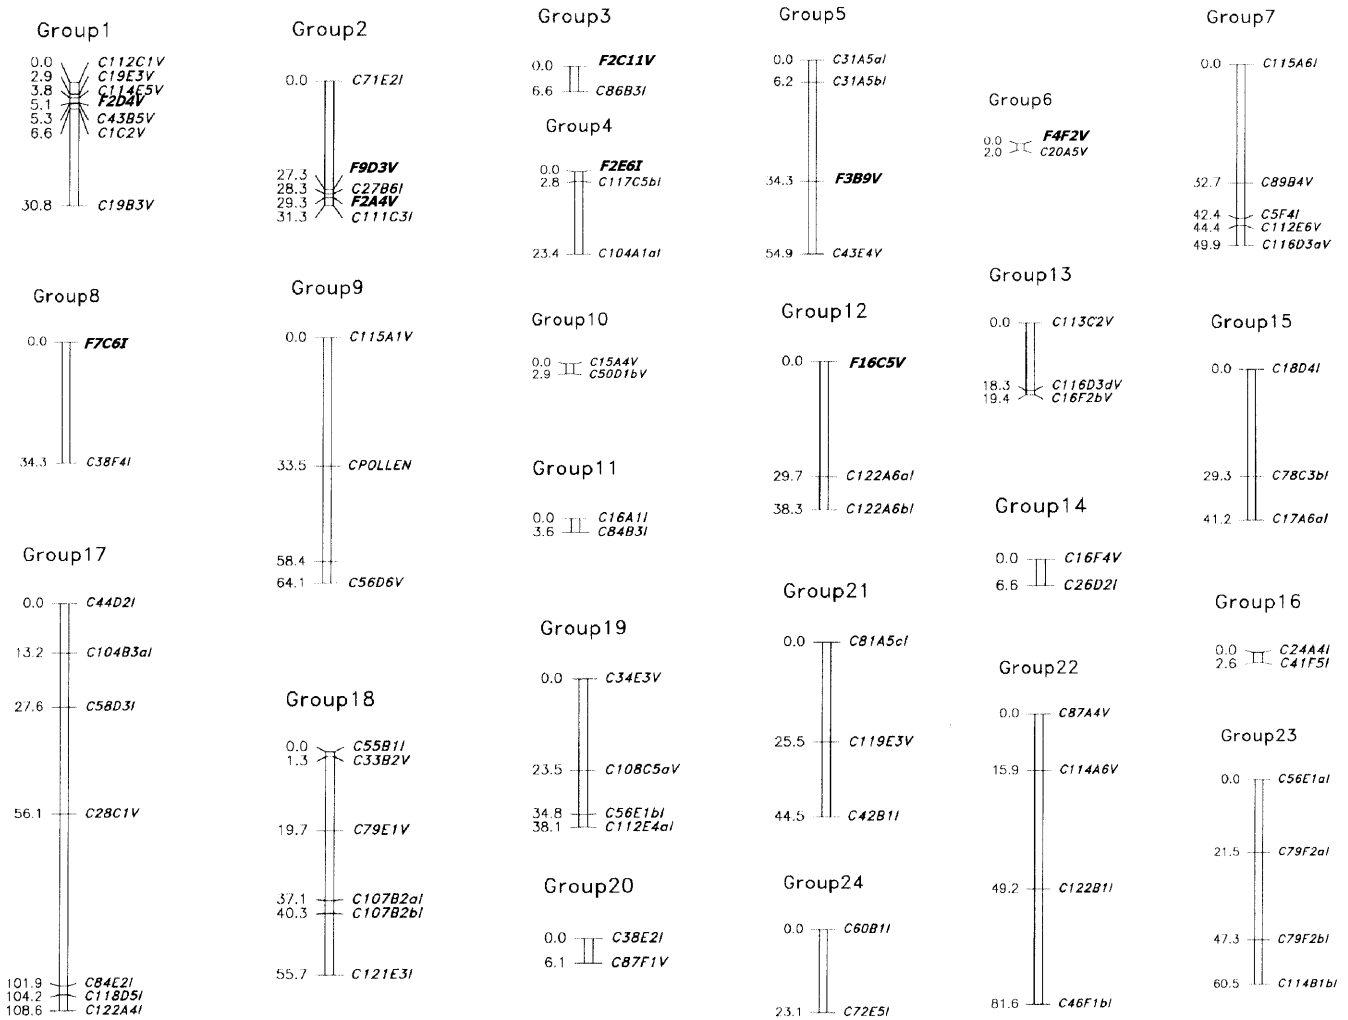 Group1
0.0 C112C1V
2.9 C19E3V
3.8 C114E5V
5.1 F2D4V
5.3 C43B5V
6.6 C1C2V
30.8 C19B3V
Group2
0.0 C71E2I
27.3 F9D3V
28.3 C27B6I
29.3 F2A4V
31.3 C111C3I
Group3
0.0 F2C11V
6.6 C86B3I
Group4
0.0 F2E6I
2.8 C117C5bI
23.4 C104A1aI
Group5
0.0 C31A5aI
6.2 C31A5bI
34.3 F3B9V
54.9 C43E4V
Group6
0.0 F4F2V
2.0 C20A5V
Group7
0.0 C115A6I
32.7 C89B4V
42.4 C5F4I
44.4 C112E6V
49.9 C116D3aV
Group8
0.0 F7C6I
34.3 C38F4I
Group9
0.0 C115A1V
33.5 CPOLLEN
58.4
64.1 C56D6V
Group10
0.0 C15A4V
2.9 C50D1bV
Group11
0.0 C16A1I
3.6 C84B3I
Group12
0.0 F16C5V
29.7 C122A6aI
38.3 C122A6bI
Group13
0.0 C113C2V
18.3 C116D3dV
19.4 C16F2bV
Group14
0.0 C16F4V
6.6 C26D2I
Group15
0.0 C18D4I
29.3 C78C3bI
41.2 C17A6aI
Group16
0.0 C24A4I
2.6 C41F5I
Group17
0.0 C44D2I
13.2 C104B3aI
27.6 C58D3I
56.1 C28C1V
101.9 C84E2I
104.2 C118D5I
108.6 C122A4I
Group18
0.0 C55B1I
1.3 C33B2V
19.7 C79E1V
37.1 C107B2aI
40.3 C107B2bI
55.7 C121E3I
Group19
0.0 C34E3V
23.5 C108C5aV
34.8 C56E1bI
38.1 C112E4aI
Group20
0.0 C38E2I
6.1 C87F1V
Group21
0.0 C81A5cI
25.5 C119E3V
44.5 C42B1I
Group22
0.0 C87A4V
15.9 C114A6V
49.2 C122B1I
81.6 C46F1bI
Group23
0.0 C56E1aI
21.5 C79F2aI
47.3 C79F2bI
60.5 C114B1bI
Group24
0.0 C60B1I
23.1 C72E5I